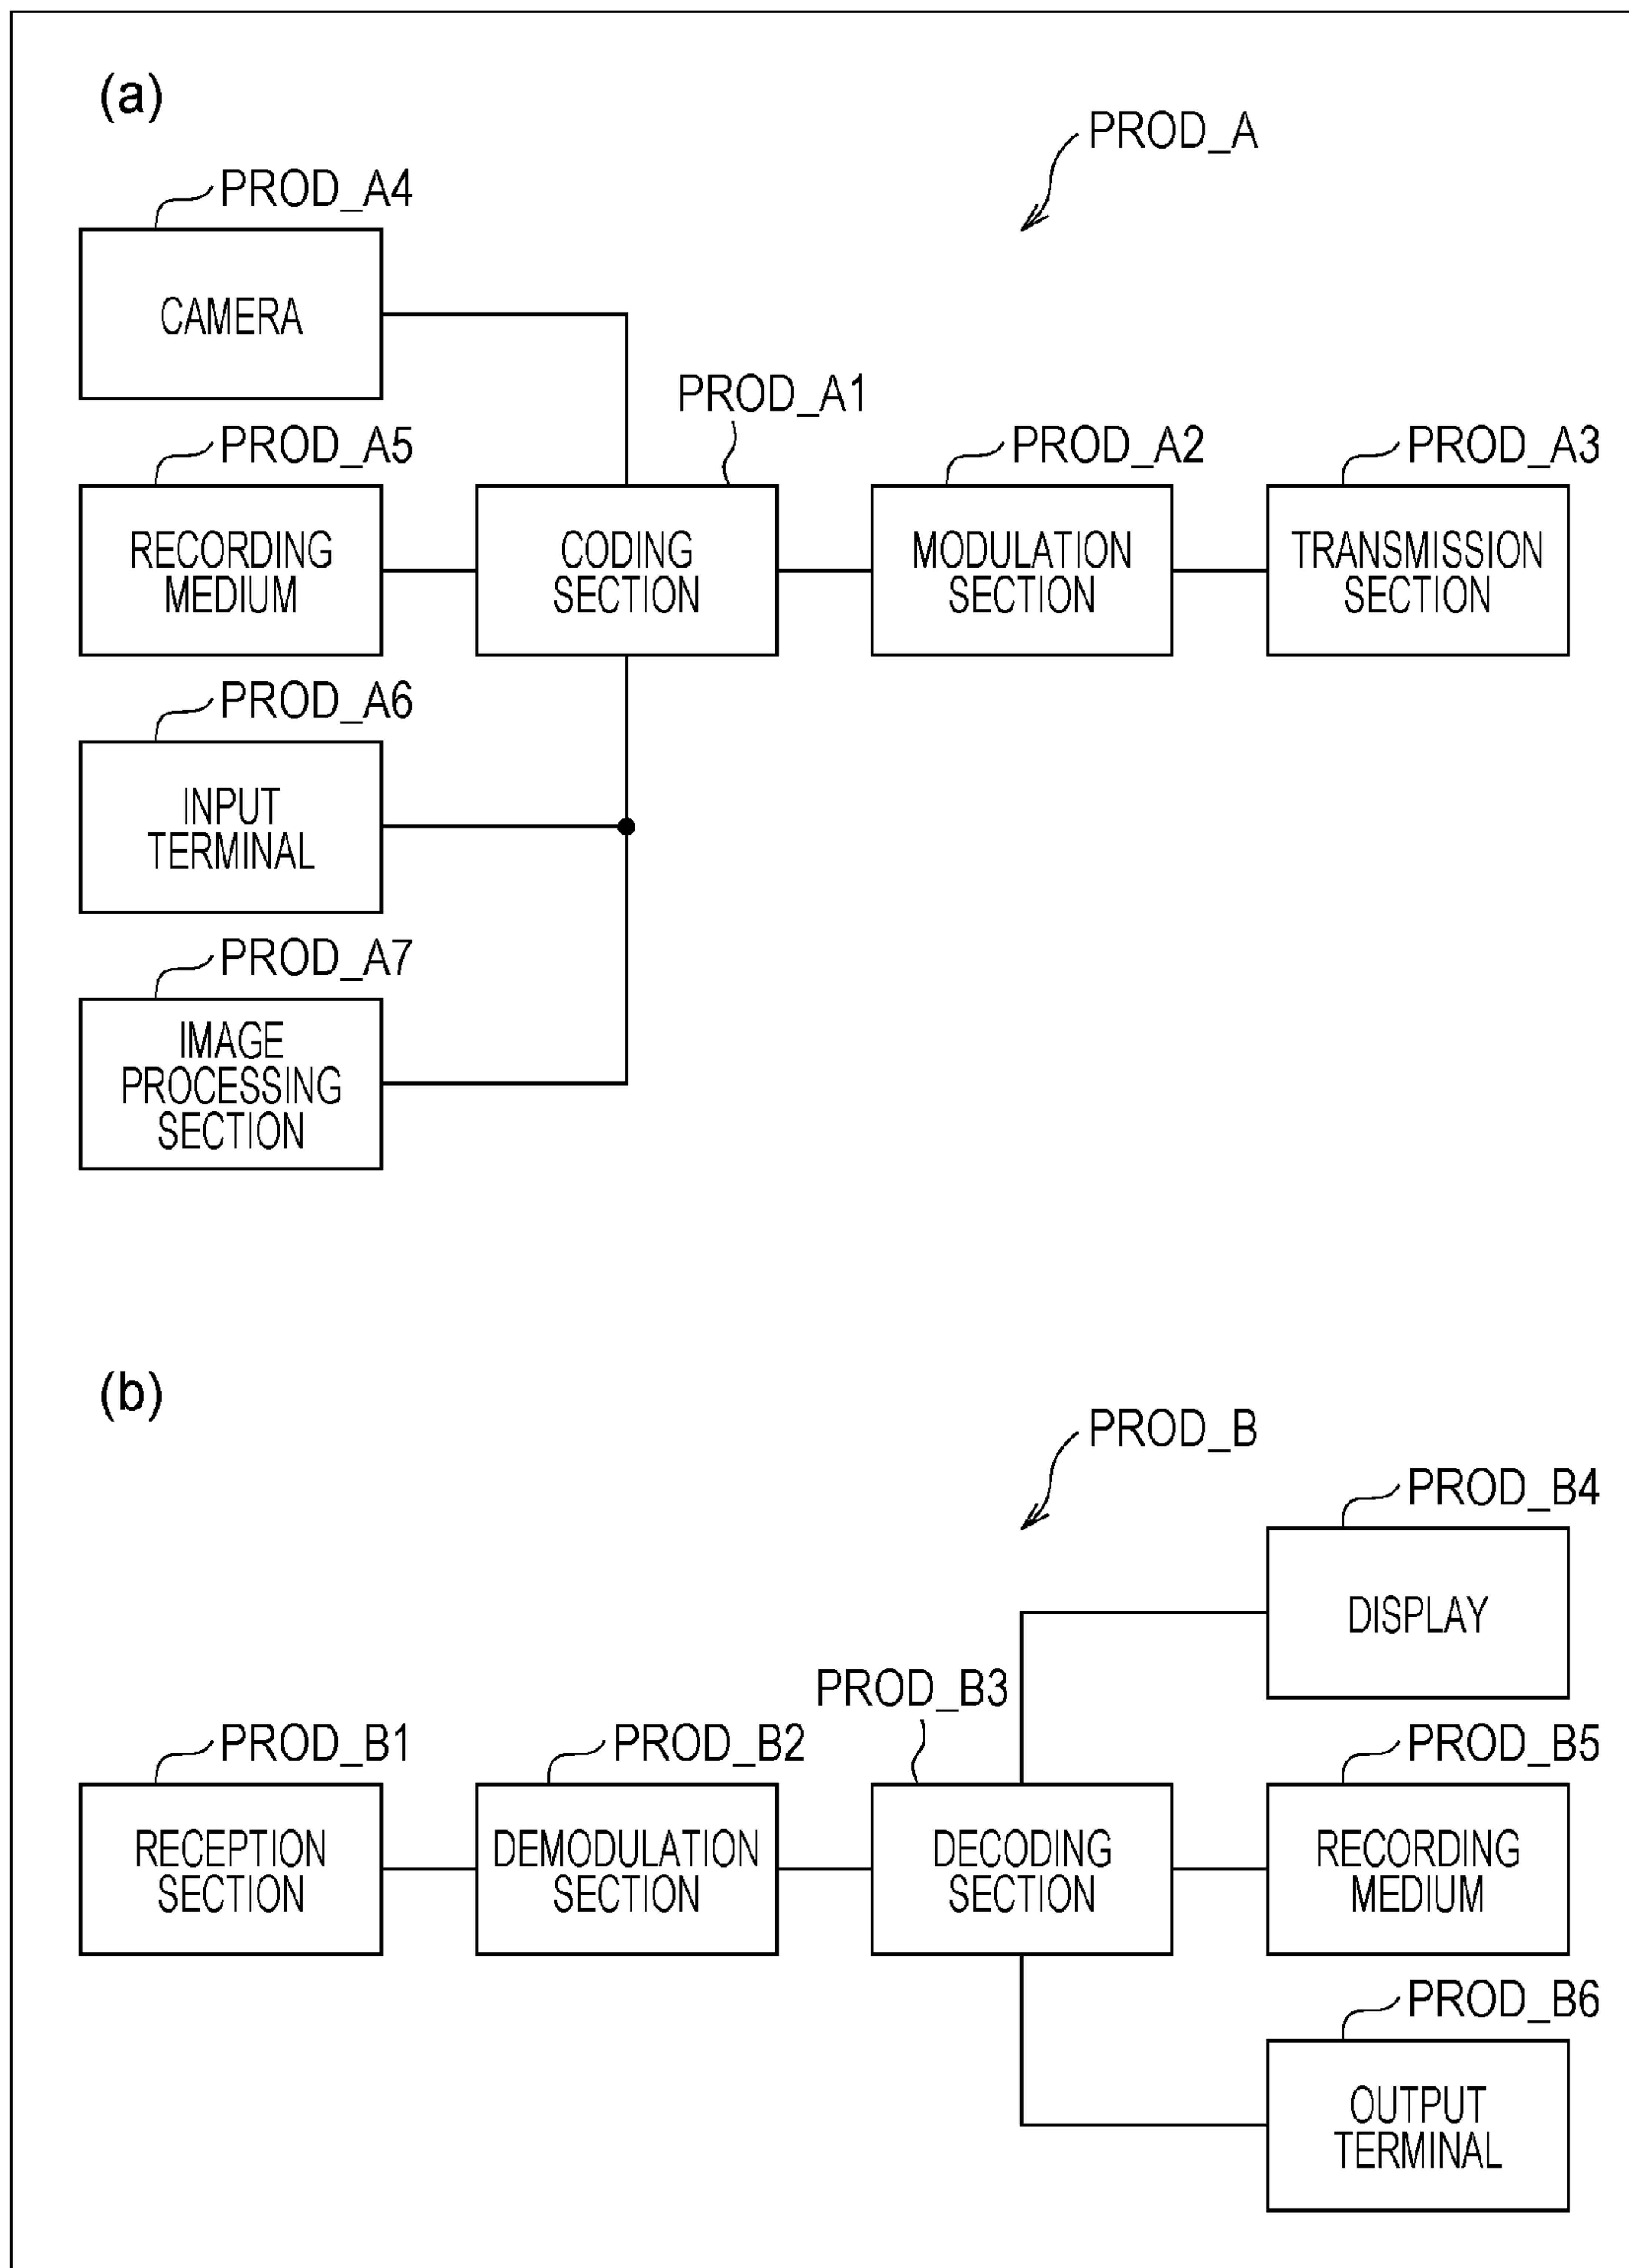 (a)
PROD_A
PROD_A4
CAMERA
PROD_A1
PROD_A5
PROD_A2
PROD_A3
RECORDING
MEDIUM
CODING
SECTION
MODULATION
SECTION
TRANSMISSION
SECTION
PROD_A6
INPUT
TERMINAL
PROD_A7
IMAGE
PROCESSING
SECTION
(b)
PROD_B
PROD_B4
DISPLAY
PROD_B3
PROD_B1
PROD_B2
PROD_B5
RECEPTION
SECTION
DEMODULATION
SECTION
DECODING
SECTION
RECORDING
MEDIUM
PROD_B6
OUTPUT
TERMINAL